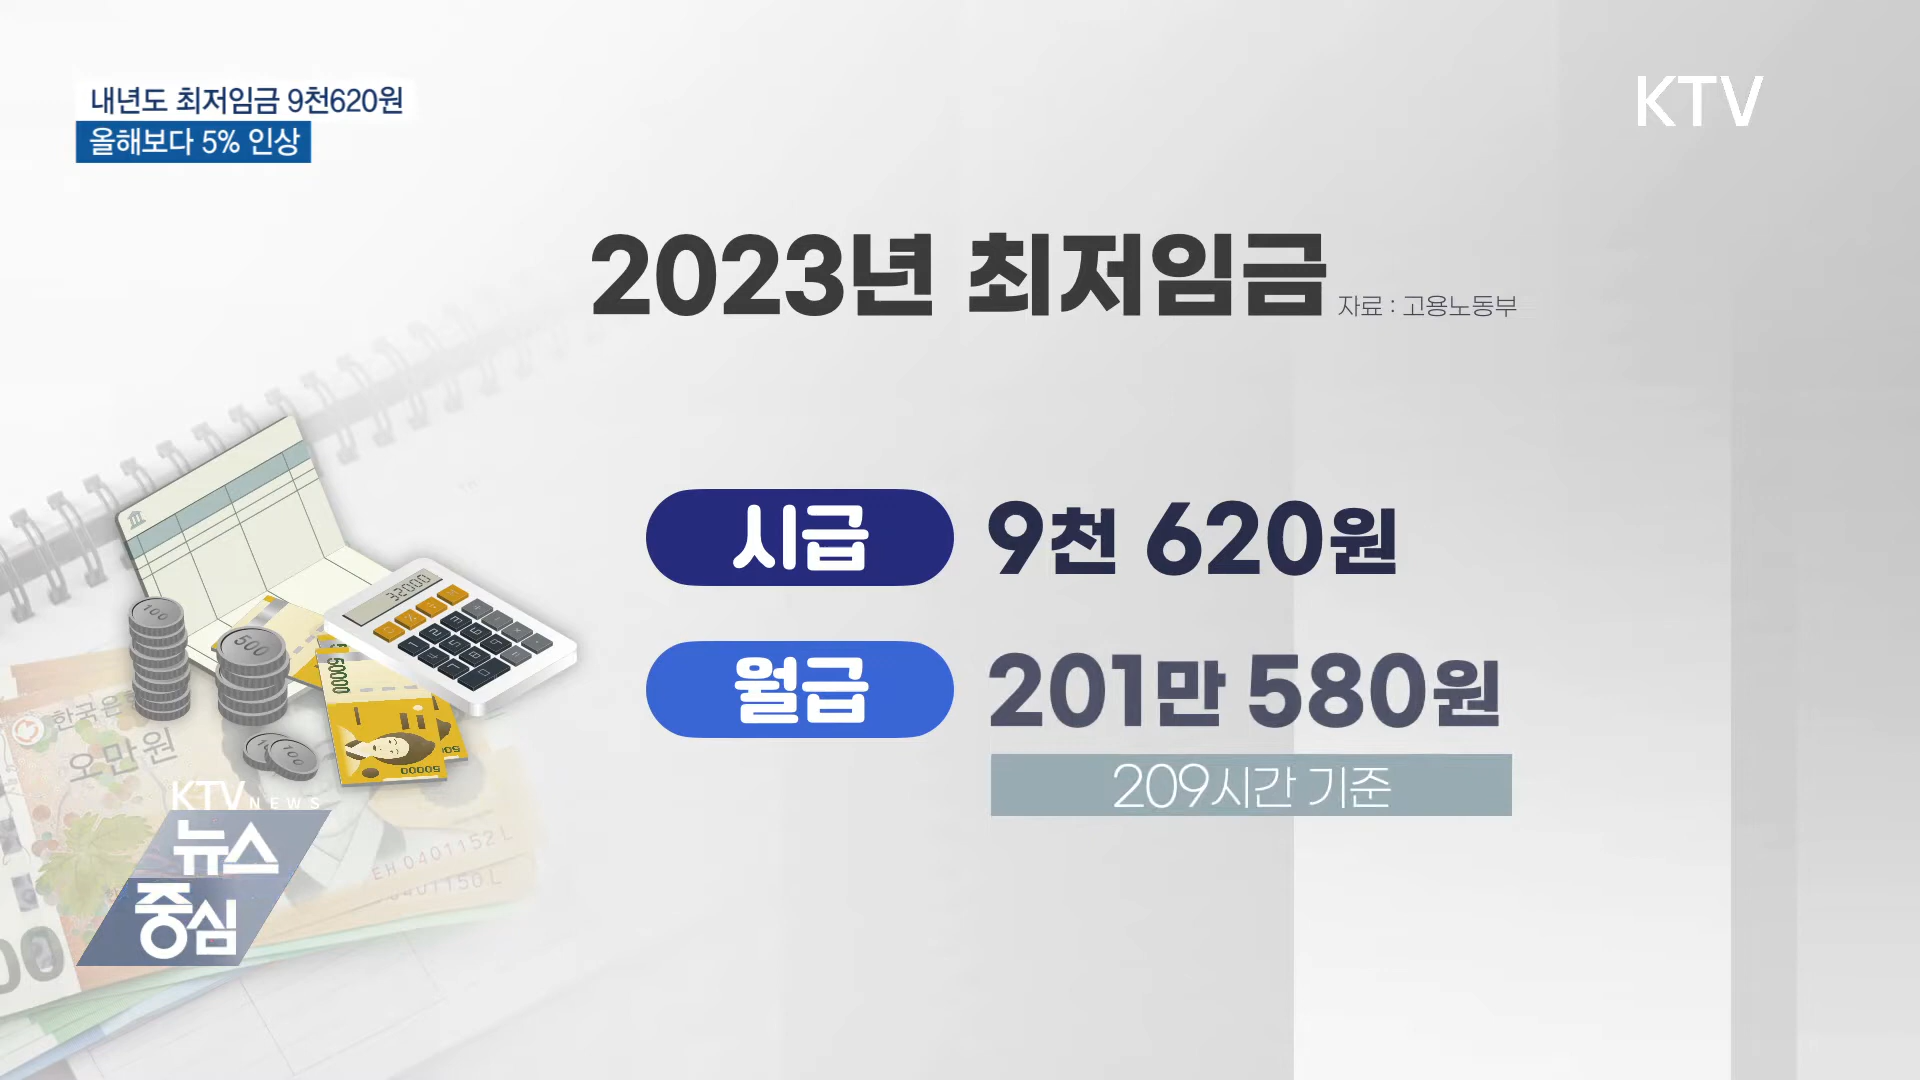 내년도 최저임금 9천620원
올해보다 5% 인상
KTV
2023년 최저임금
자료 : 고용노동부
시급 9천 620원
월급 201만 580원
209시간 기준
32000
100
500
50000
50000
100
오만원
EH 0401152 L
KTV NEWS
뉴스
중심